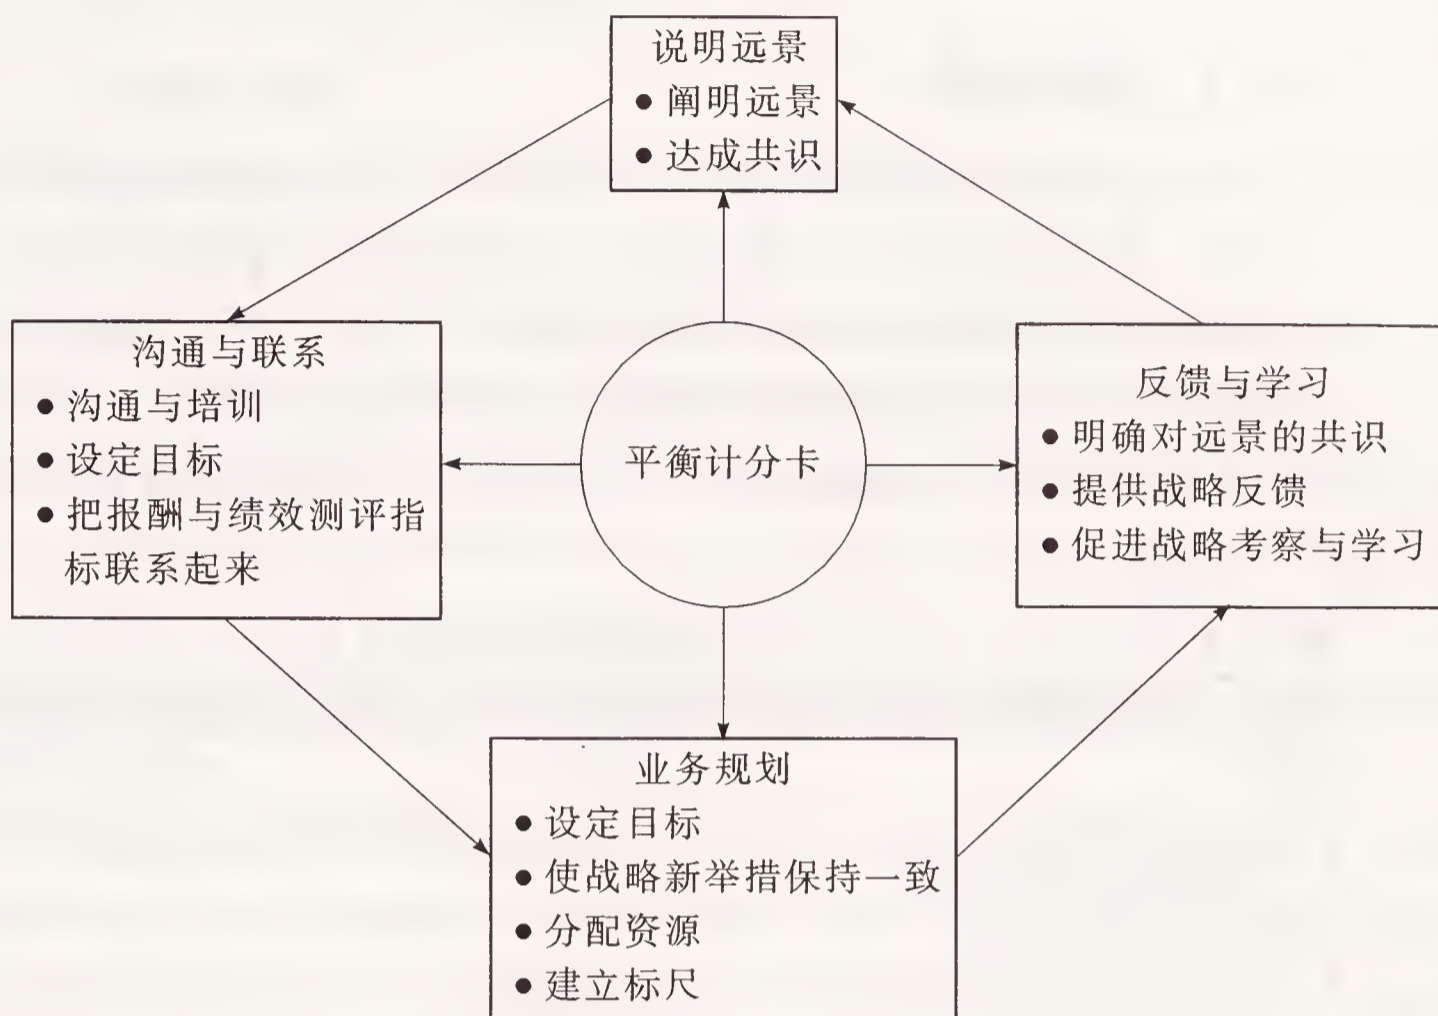 说明远景
● 阐明远景
● 达成共识
沟通与联系
● 沟通与培训
● 设定目标
● 把报酬与绩效测评指
标联系起来
平衡计分卡
反馈与学习
● 明确对远景的共识
● 提供战略反馈
● 促进战略考察与学习
业务规划
● 设定目标
● 使战略新举措保持一致
● 分配资源
● 建立标尺